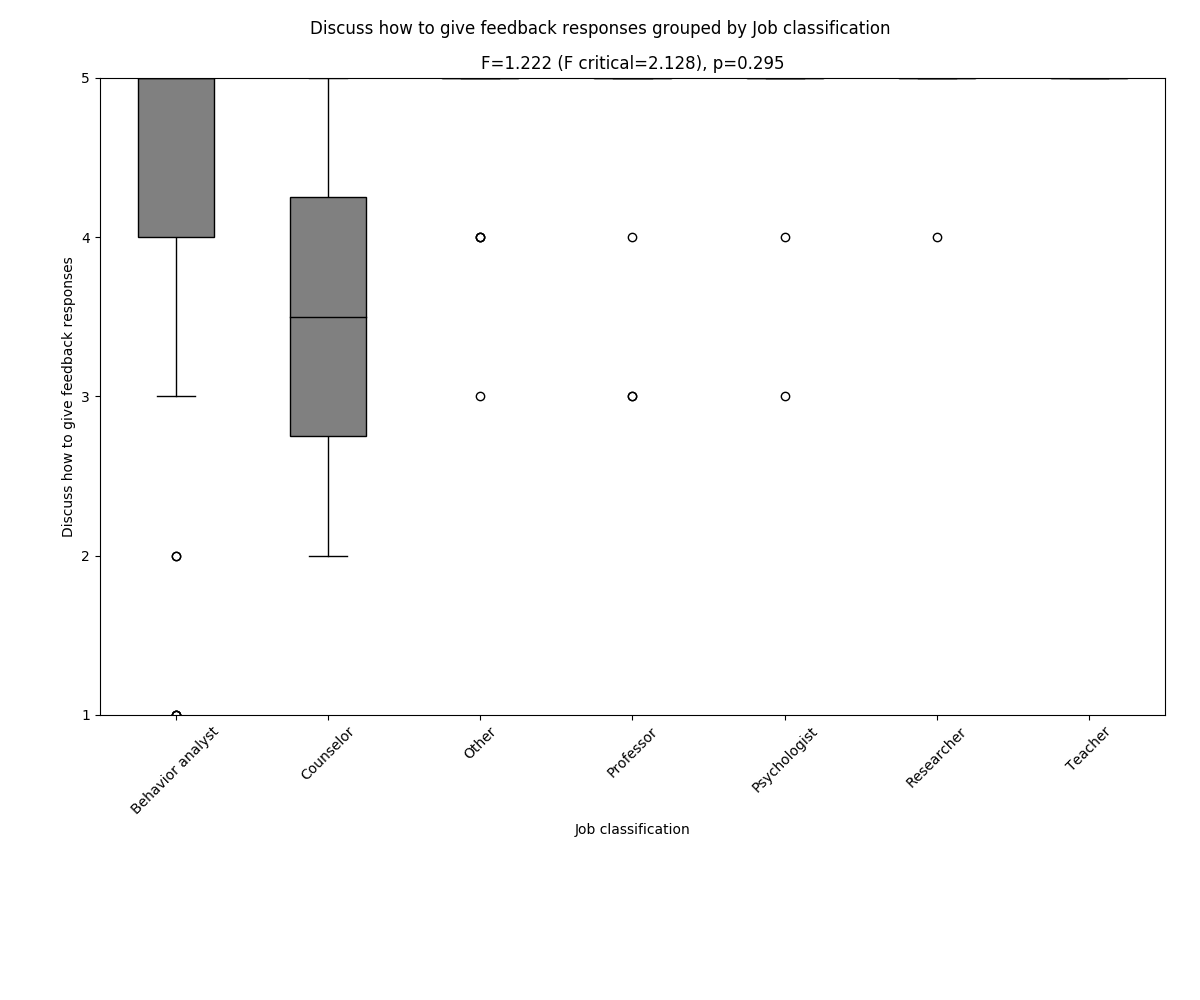 Discuss how to give feedback responses grouped by Job classification
F=1.222 (F critical=2.128), p=0.295
Discuss how to give feedback responses
5
4
3
2
1
Behavior analyst
Counselor
Other
Professor
Psychologist
Researcher
Teacher
Job classification